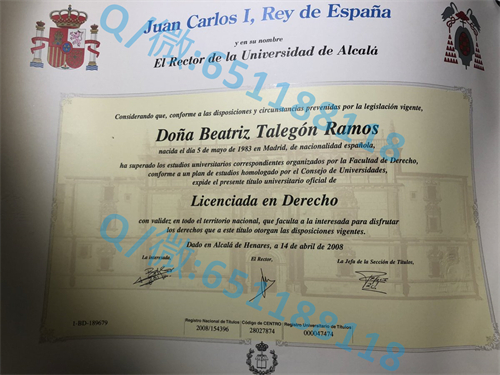 Juan Carlos I, Rey de España
y en su nombre
El Rector de la Universidad de Alcalá
Considerando que, conforme a las disposiciones y circunstancias prevenidas por la legislación vigente,
Doña Beatriz Talegón Ramos
nacida el día 5 de mayo de 1983 en Madrid, de nacionalidad española,
ha superado los estudios universitarios correspondientes organizados por la Facultad de Derecho,
conforme a un plan de estudios homologado por el Consejo de Universidades,
expide el presente título universitario oficial de
Licenciada en Derecho
con validez en todo el territorio nacional, que faculta a la interesada para disfrutar
los derechos que a este título otorgan las disposiciones vigentes.
Dado en Alcalá de Henares, a 14 de abril de 2008
La interesada,
El Rector,
La Jefa de la Sección de Títulos,
1-BD-189679
Registro Nacional de Títulos
Código de CENTRO
Registro Universitario de Títulos
2008/154396
28027874
000047474
Q/微:651188118
Q/微:651188118